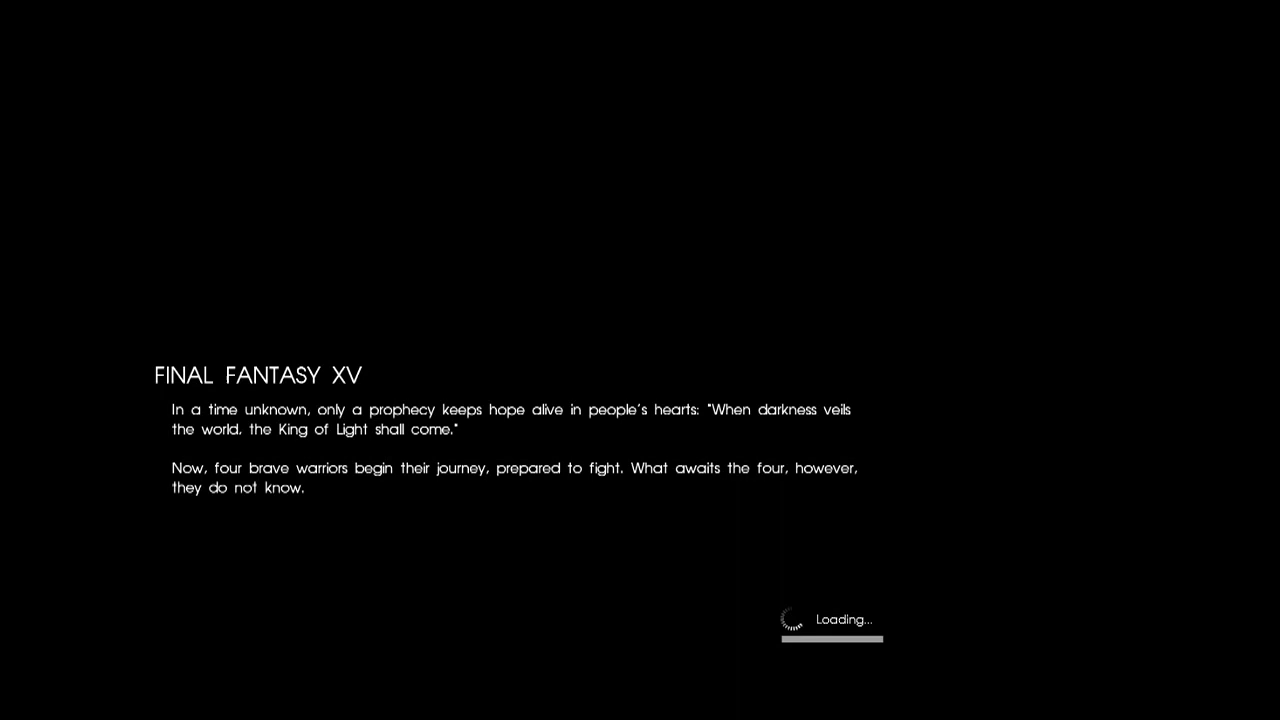 FINAL FANTASY XV
In a time unknown, only a prophecy keeps hope alive in people's hearts: "When darkness veils
the world, the King of Light shall come."
Now, four brave warriors begin their journey, prepared to fight. What awaits the four, however,
they do not know.
Loading...